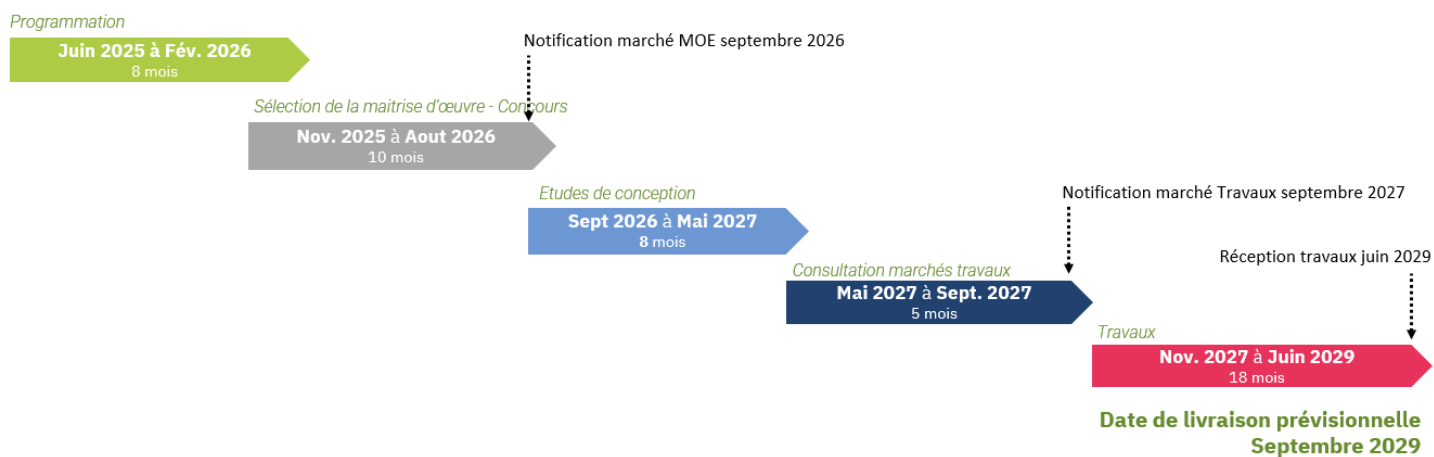 Programmation
Juin 2025 à Fév. 2026
8 mois
Notification marché MOE septembre 2026
Sélection de la maitrise d'œuvre - Concours
Nov. 2025 à Aout 2026
10 mois
Etudes de conception
Sept 2026 à Mai 2027
8 mois
Notification marché Travaux septembre 2027
Consultation marchés travaux
Mai 2027 à Sept. 2027
5 mois
Réception travaux juin 2029
Travaux
Nov. 2027 à Juin 2029
18 mois
Date de livraison prévisionnelle
Septembre 2029